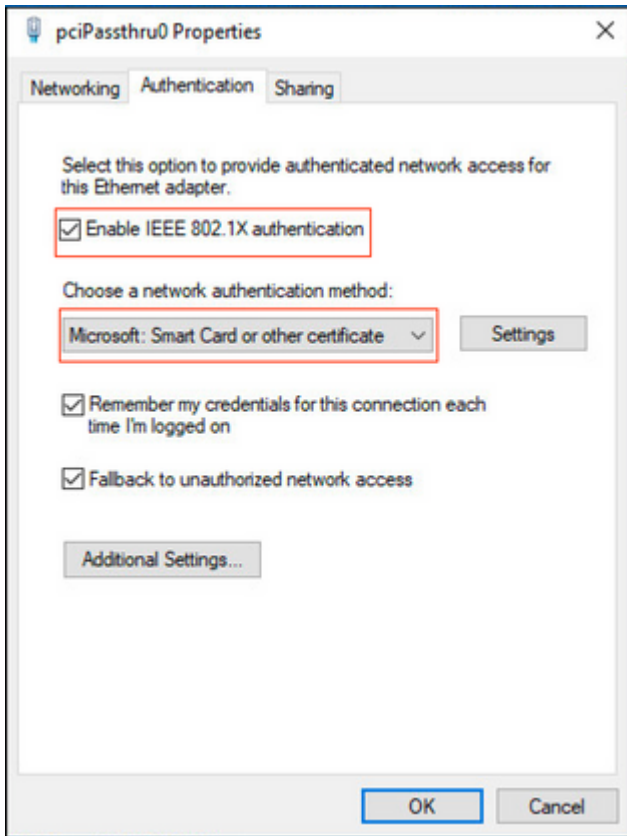 pciPassthru0 Properties
Networking
Authentication
Sharing
Select this option to provide authenticated network access for
this Ethernet adapter.
Enable IEEE 802.1X authentication
Choose a network authentication method:
Microsoft: Smart Card or other certificate
Settings
Remember my credentials for this connection each
time I'm logged on
Fallback to unauthorized network access
Additional Settings...
OK
Cancel